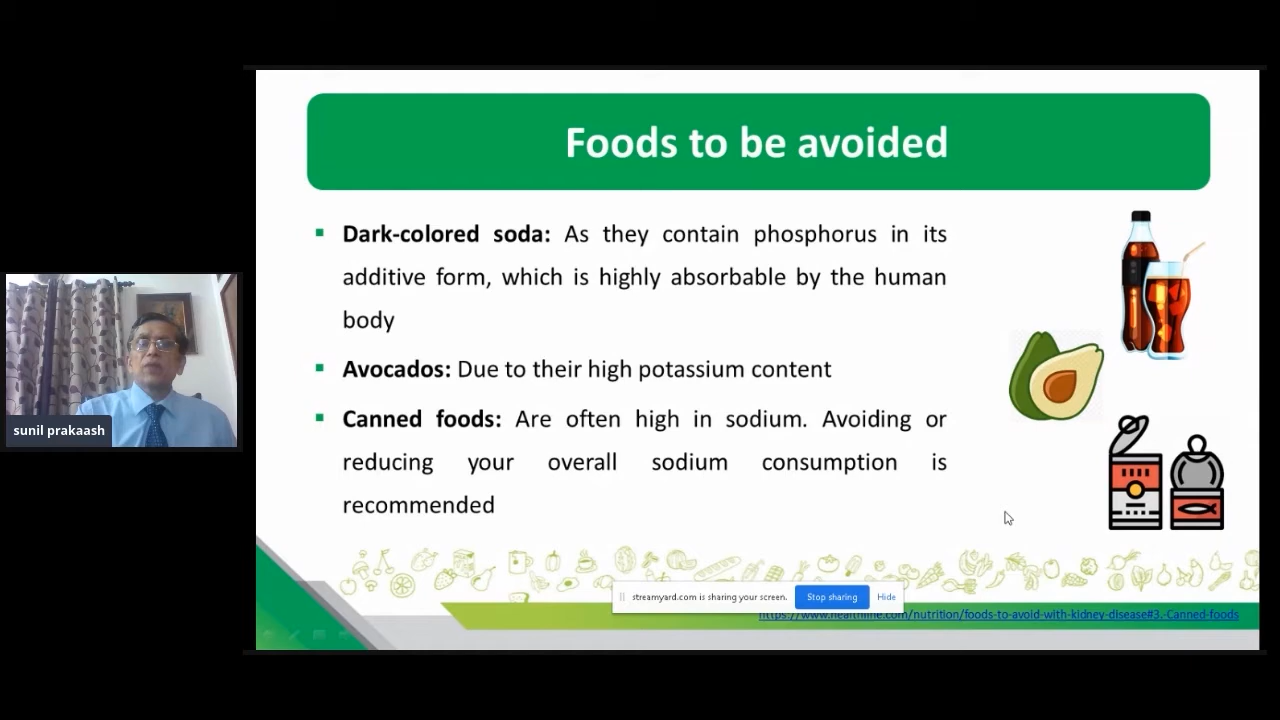 Foods to be avoided
▪ Dark-colored soda: As they contain phosphorus in its
additive form, which is highly absorbable by the human
body
▪ Avocados: Due to their high potassium content
▪ Canned foods: Are often high in sodium. Avoiding or
reducing your overall sodium consumption is
recommended
sunil prakaash
streamyard.com is sharing your screen. Stop sharing Hide
https://www.healthline.com/nutrition/foods-to-avoid-with-kidney-disease#3.-Canned-foods